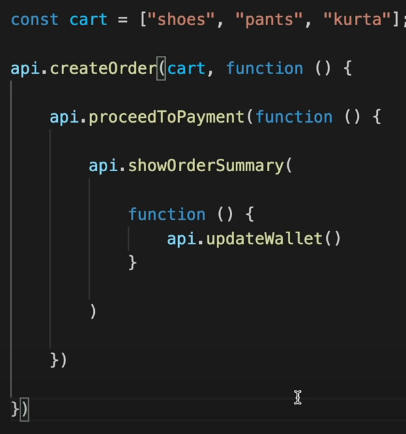 const cart = ["shoes", "pants", "kurta"];
api.createOrder(cart, function () {
api.proceedToPayment(function () {
api.showOrderSummary(
function () {
api.updateWallet()
}
)
})
})